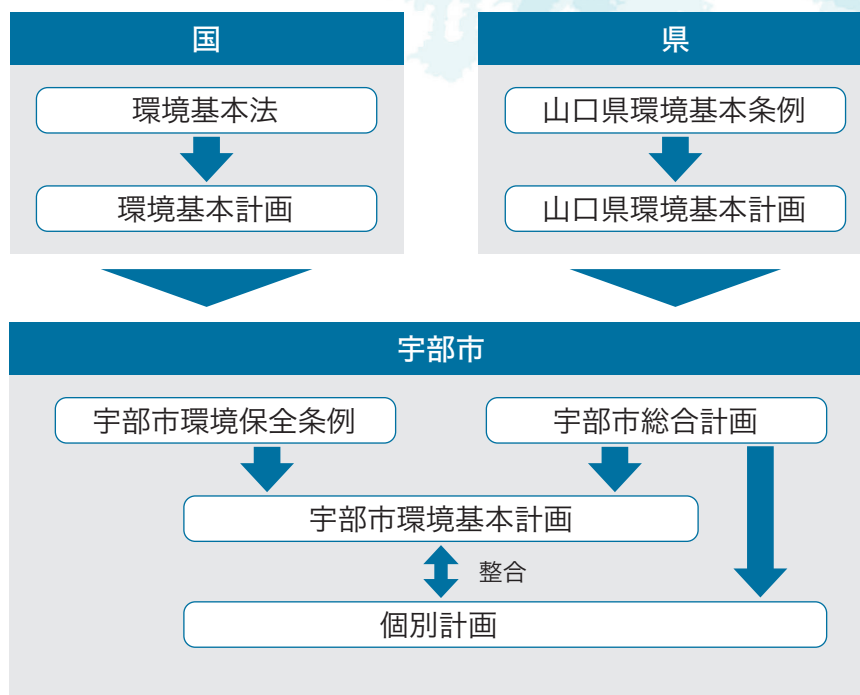 国
環境基本法
環境基本計画
県
山口県環境基本条例
山口県環境基本計画
宇部市
宇部市環境保全条例
宇部市総合計画
宇部市環境基本計画
整合
個別計画